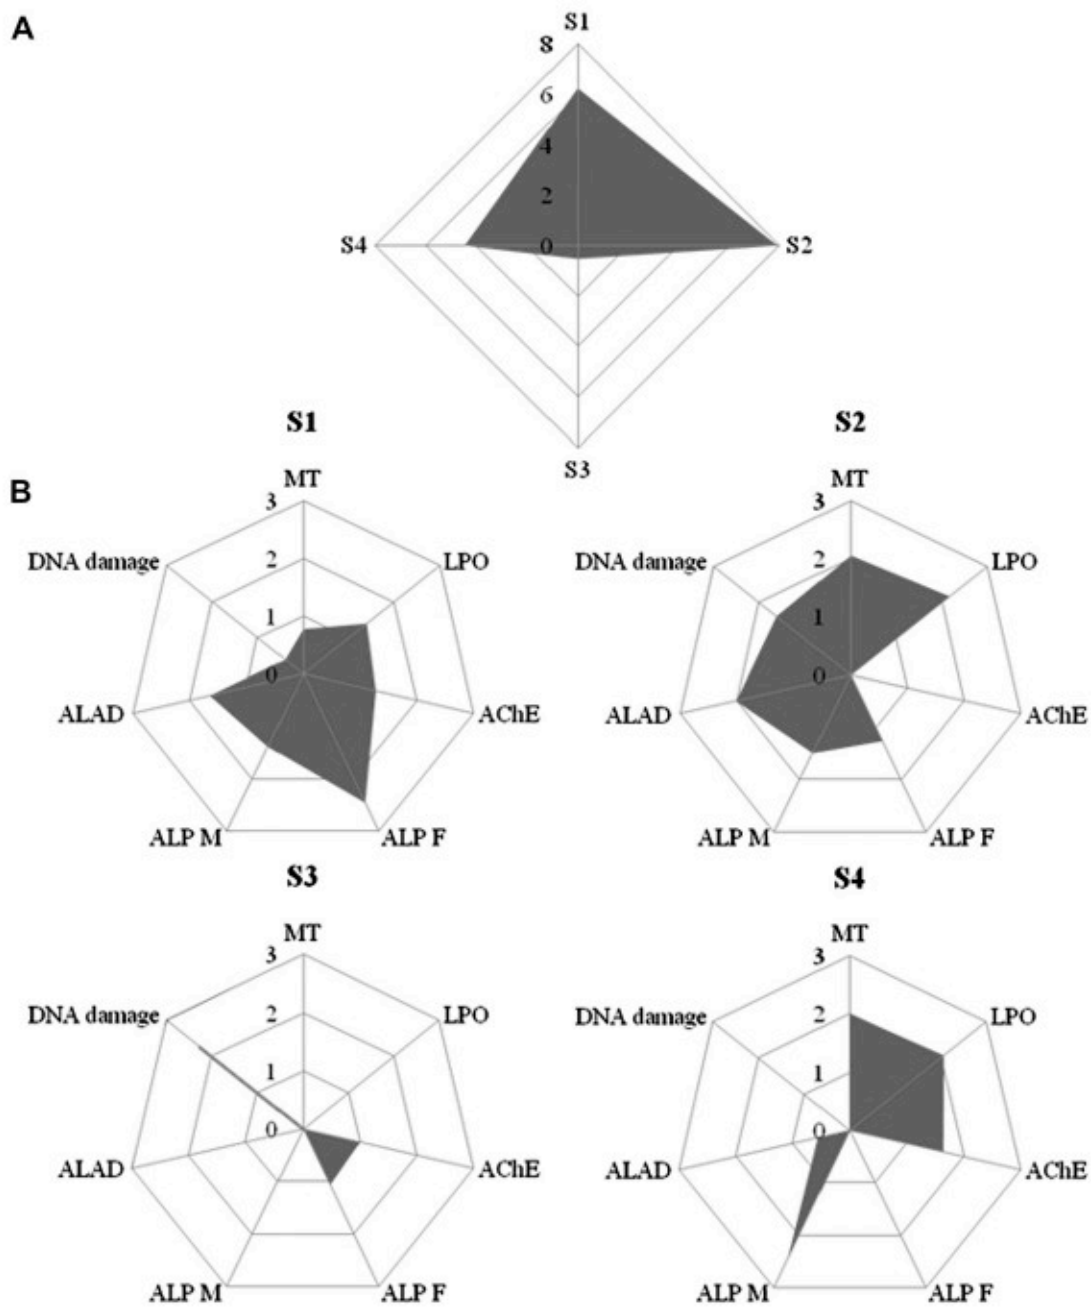 A
S1
8
6
4
2
0
S4
S2
S3
B
S1
MT
3
2
1
0
DNA damage
LPO
ALAD
AChE
ALP M
ALP F
S2
MT
3
2
1
0
DNA damage
LPO
ALAD
AChE
ALP M
ALP F
S3
MT
3
2
1
0
DNA damage
LPO
ALAD
AChE
ALP M
ALP F
S4
MT
3
2
1
0
DNA damage
LPO
ALAD
AChE
ALP M
ALP F